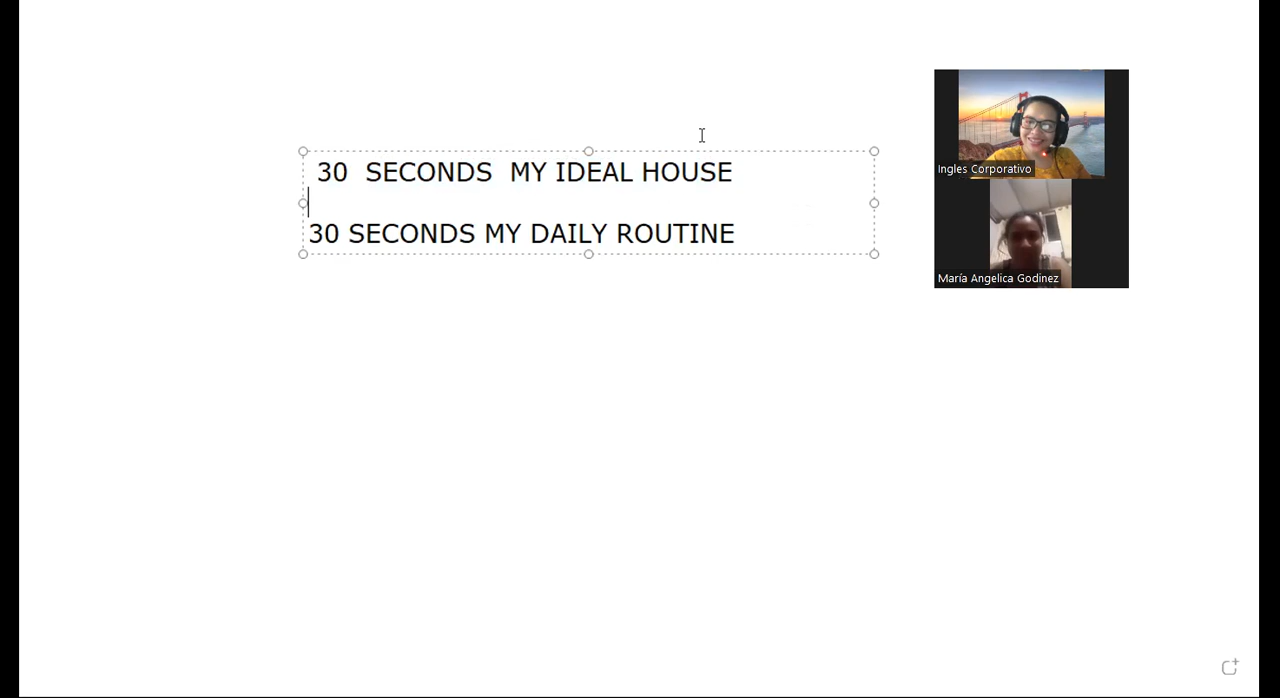 30 SECONDS MY IDEAL HOUSE
30 SECONDS MY DAILY ROUTINE
Ingles Corporativo
María Angelica Godinez